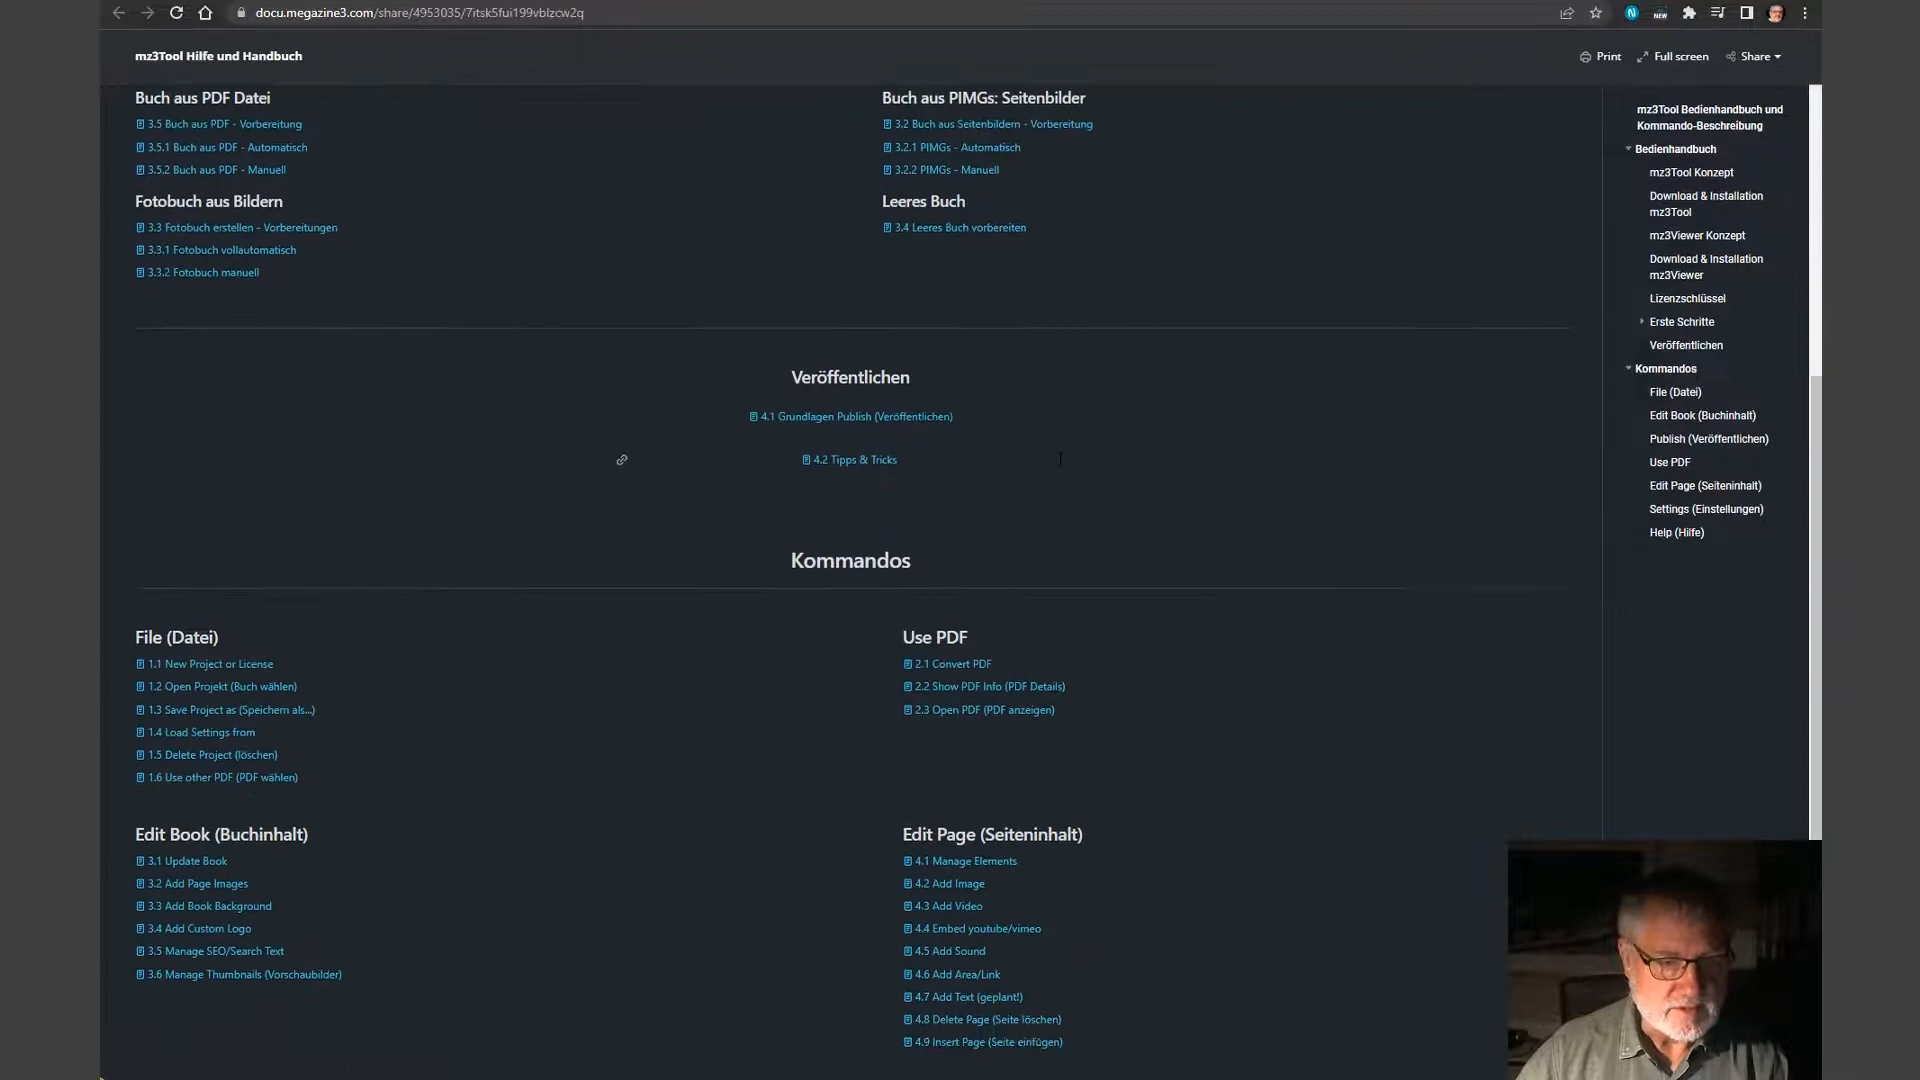 docu.megazine3.com/share/4953035/7itsk5fui199vblzcw2q
NEW
mz3Tool Hilfe und Handbuch
Print
Full screen
Share
Buch aus PDF Datei
3.5 Buch aus PDF - Vorbereitung
3.5.1 Buch aus PDF - Automatisch
3.5.2 Buch aus PDF - Manuell
Fotobuch aus Bildern
3.3 Fotobuch erstellen - Vorbereitungen
3.3.1 Fotobuch vollautomatisch
3.3.2 Fotobuch manuell
Buch aus PIMGs: Seitenbilder
3.2 Buch aus Seitenbildern - Vorbereitung
3.2.1 PIMGs - Automatisch
3.2.2 PIMGs - Manuell
Leeres Buch
3.4 Leeres Buch vorbereiten
Veröffentlichen
4.1 Grundlagen Publish (Veröffentlichen)
4.2 Tipps & Tricks
Kommandos
File (Datei)
1.1 New Project or License
1.2 Open Projekt (Buch wählen)
1.3 Save Project as (Speichern als...)
1.4 Load Settings from
1.5 Delete Project (löschen)
1.6 Use other PDF (PDF wählen)
Use PDF
2.1 Convert PDF
2.2 Show PDF Info (PDF Details)
2.3 Open PDF (PDF anzeigen)
Edit Book (Buchinhalt)
3.1 Update Book
3.2 Add Page Images
3.3 Add Book Background
3.4 Add Custom Logo
3.5 Manage SEO/Search Text
3.6 Manage Thumbnails (Vorschaubilder)
Edit Page (Seiteninhalt)
4.1 Manage Elements
4.2 Add Image
4.3 Add Video
4.4 Embed youtube/vimeo
4.5 Add Sound
4.6 Add Area/Link
4.7 Add Text (geplant!)
4.8 Delete Page (Seite löschen)
4.9 Insert Page (Seite einfügen)
mz3Tool Bedienhandbuch und
Kommando-Beschreibung
Bedienhandbuch
mz3Tool Konzept
Download & Installation
mz3Tool
mz3Viewer Konzept
Download & Installation
mz3Viewer
Lizenzschlüssel
Erste Schritte
Veröffentlichen
Kommandos
File (Datei)
Edit Book (Buchinhalt)
Publish (Veröffentlichen)
Use PDF
Edit Page (Seiteninhalt)
Settings (Einstellungen)
Help (Hilfe)